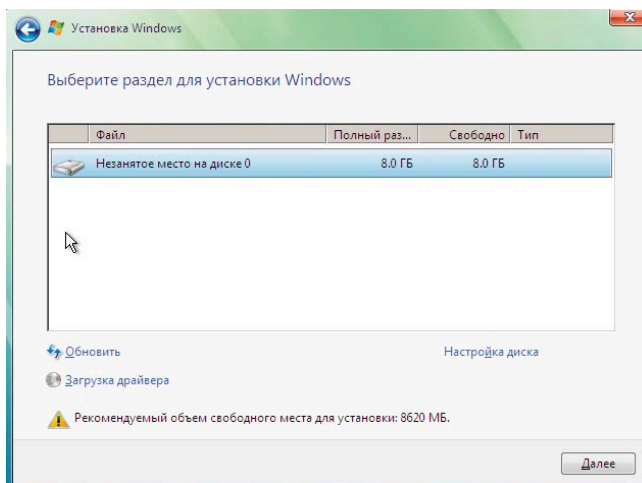 Установка Windows
Выберите раздел для установки Windows
Файл Полный раз... Свободно Тип
Незанятое место на диске 0 8.0 ГБ 8.0 ГБ
Обновить Настройка диска
Загрузка драйвера
Рекомендуемый объем свободного места для установки: 8620 МБ.
Далее